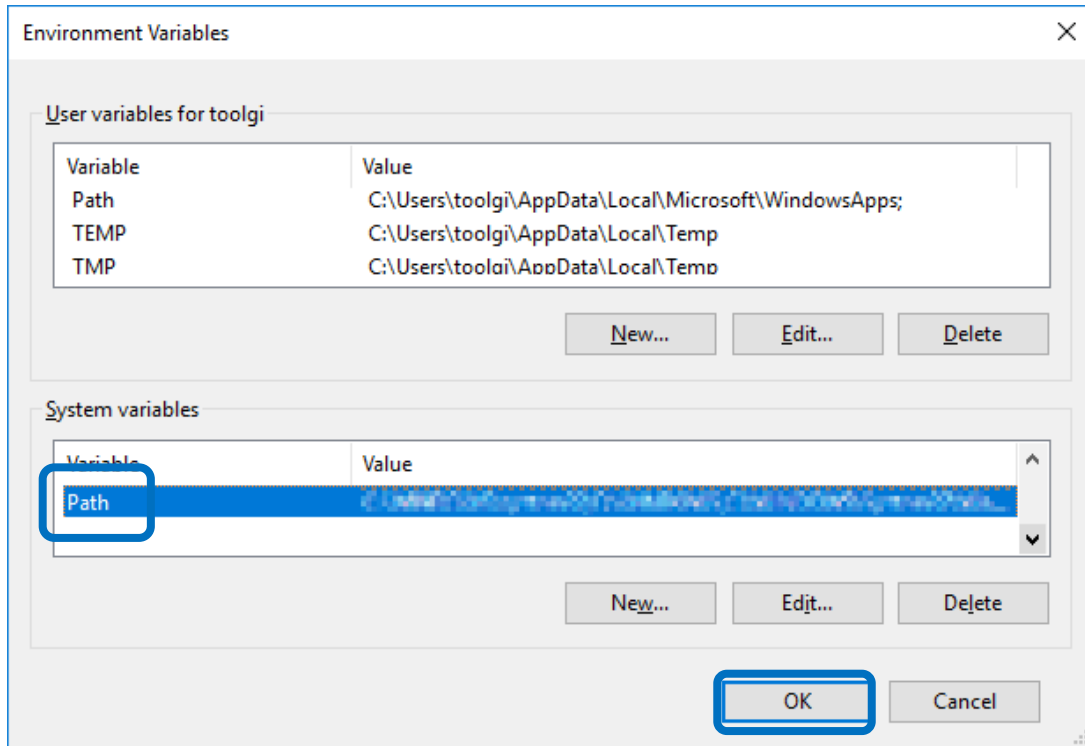 Environment Variables
User variables for toolgi
Variable Value
Path C:\Users\toolgi\AppData\Local\Microsoft\WindowsApps;
TEMP C:\Users\toolgi\AppData\Local\Temp
TMP C:\Users\toolgi\AppData\Local\Temp
New... Edit... Delete
System variables
Variable Value
Path
New... Edit... Delete
OK Cancel